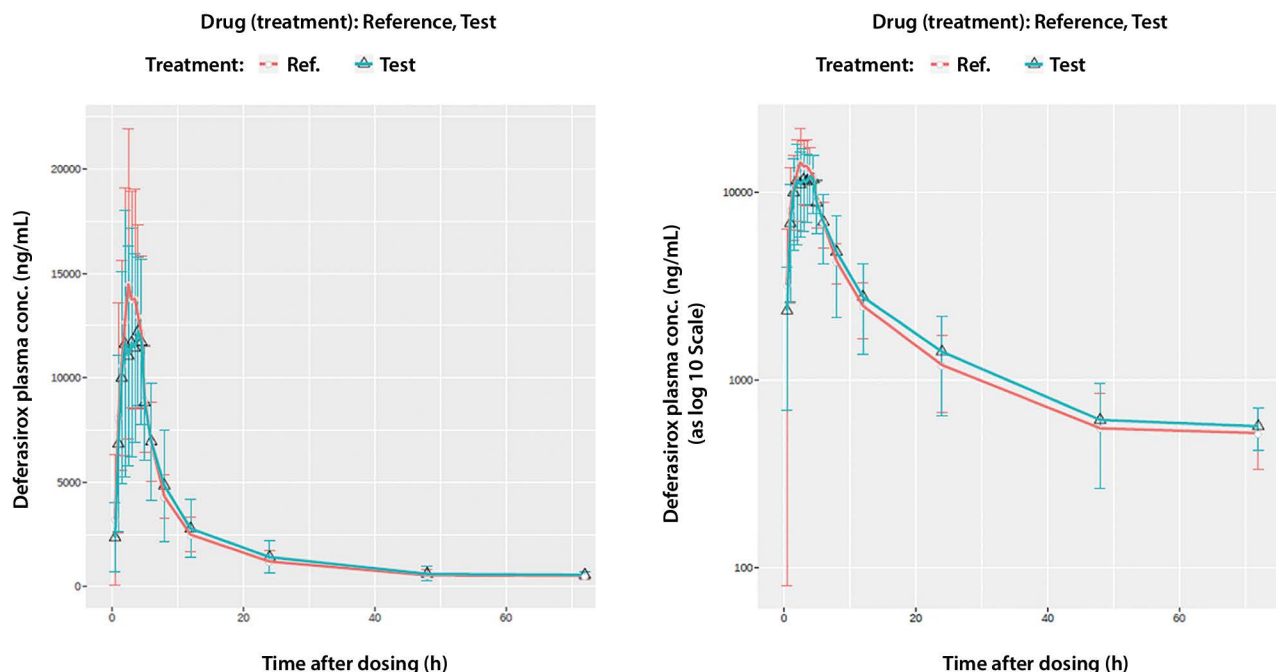 Drug (treatment): Reference, Test
Treatment: Ref. Test
Deferasirox plasma conc. (ng/mL)
20000
15000
10000
5000
0
0 20 40 60
Time after dosing (h)
Drug (treatment): Reference, Test
Treatment: Ref. Test
Deferasirox plasma conc. (ng/mL)
(as log 10 Scale)
10000
1000
100
0 20 40 60
Time after dosing (h)